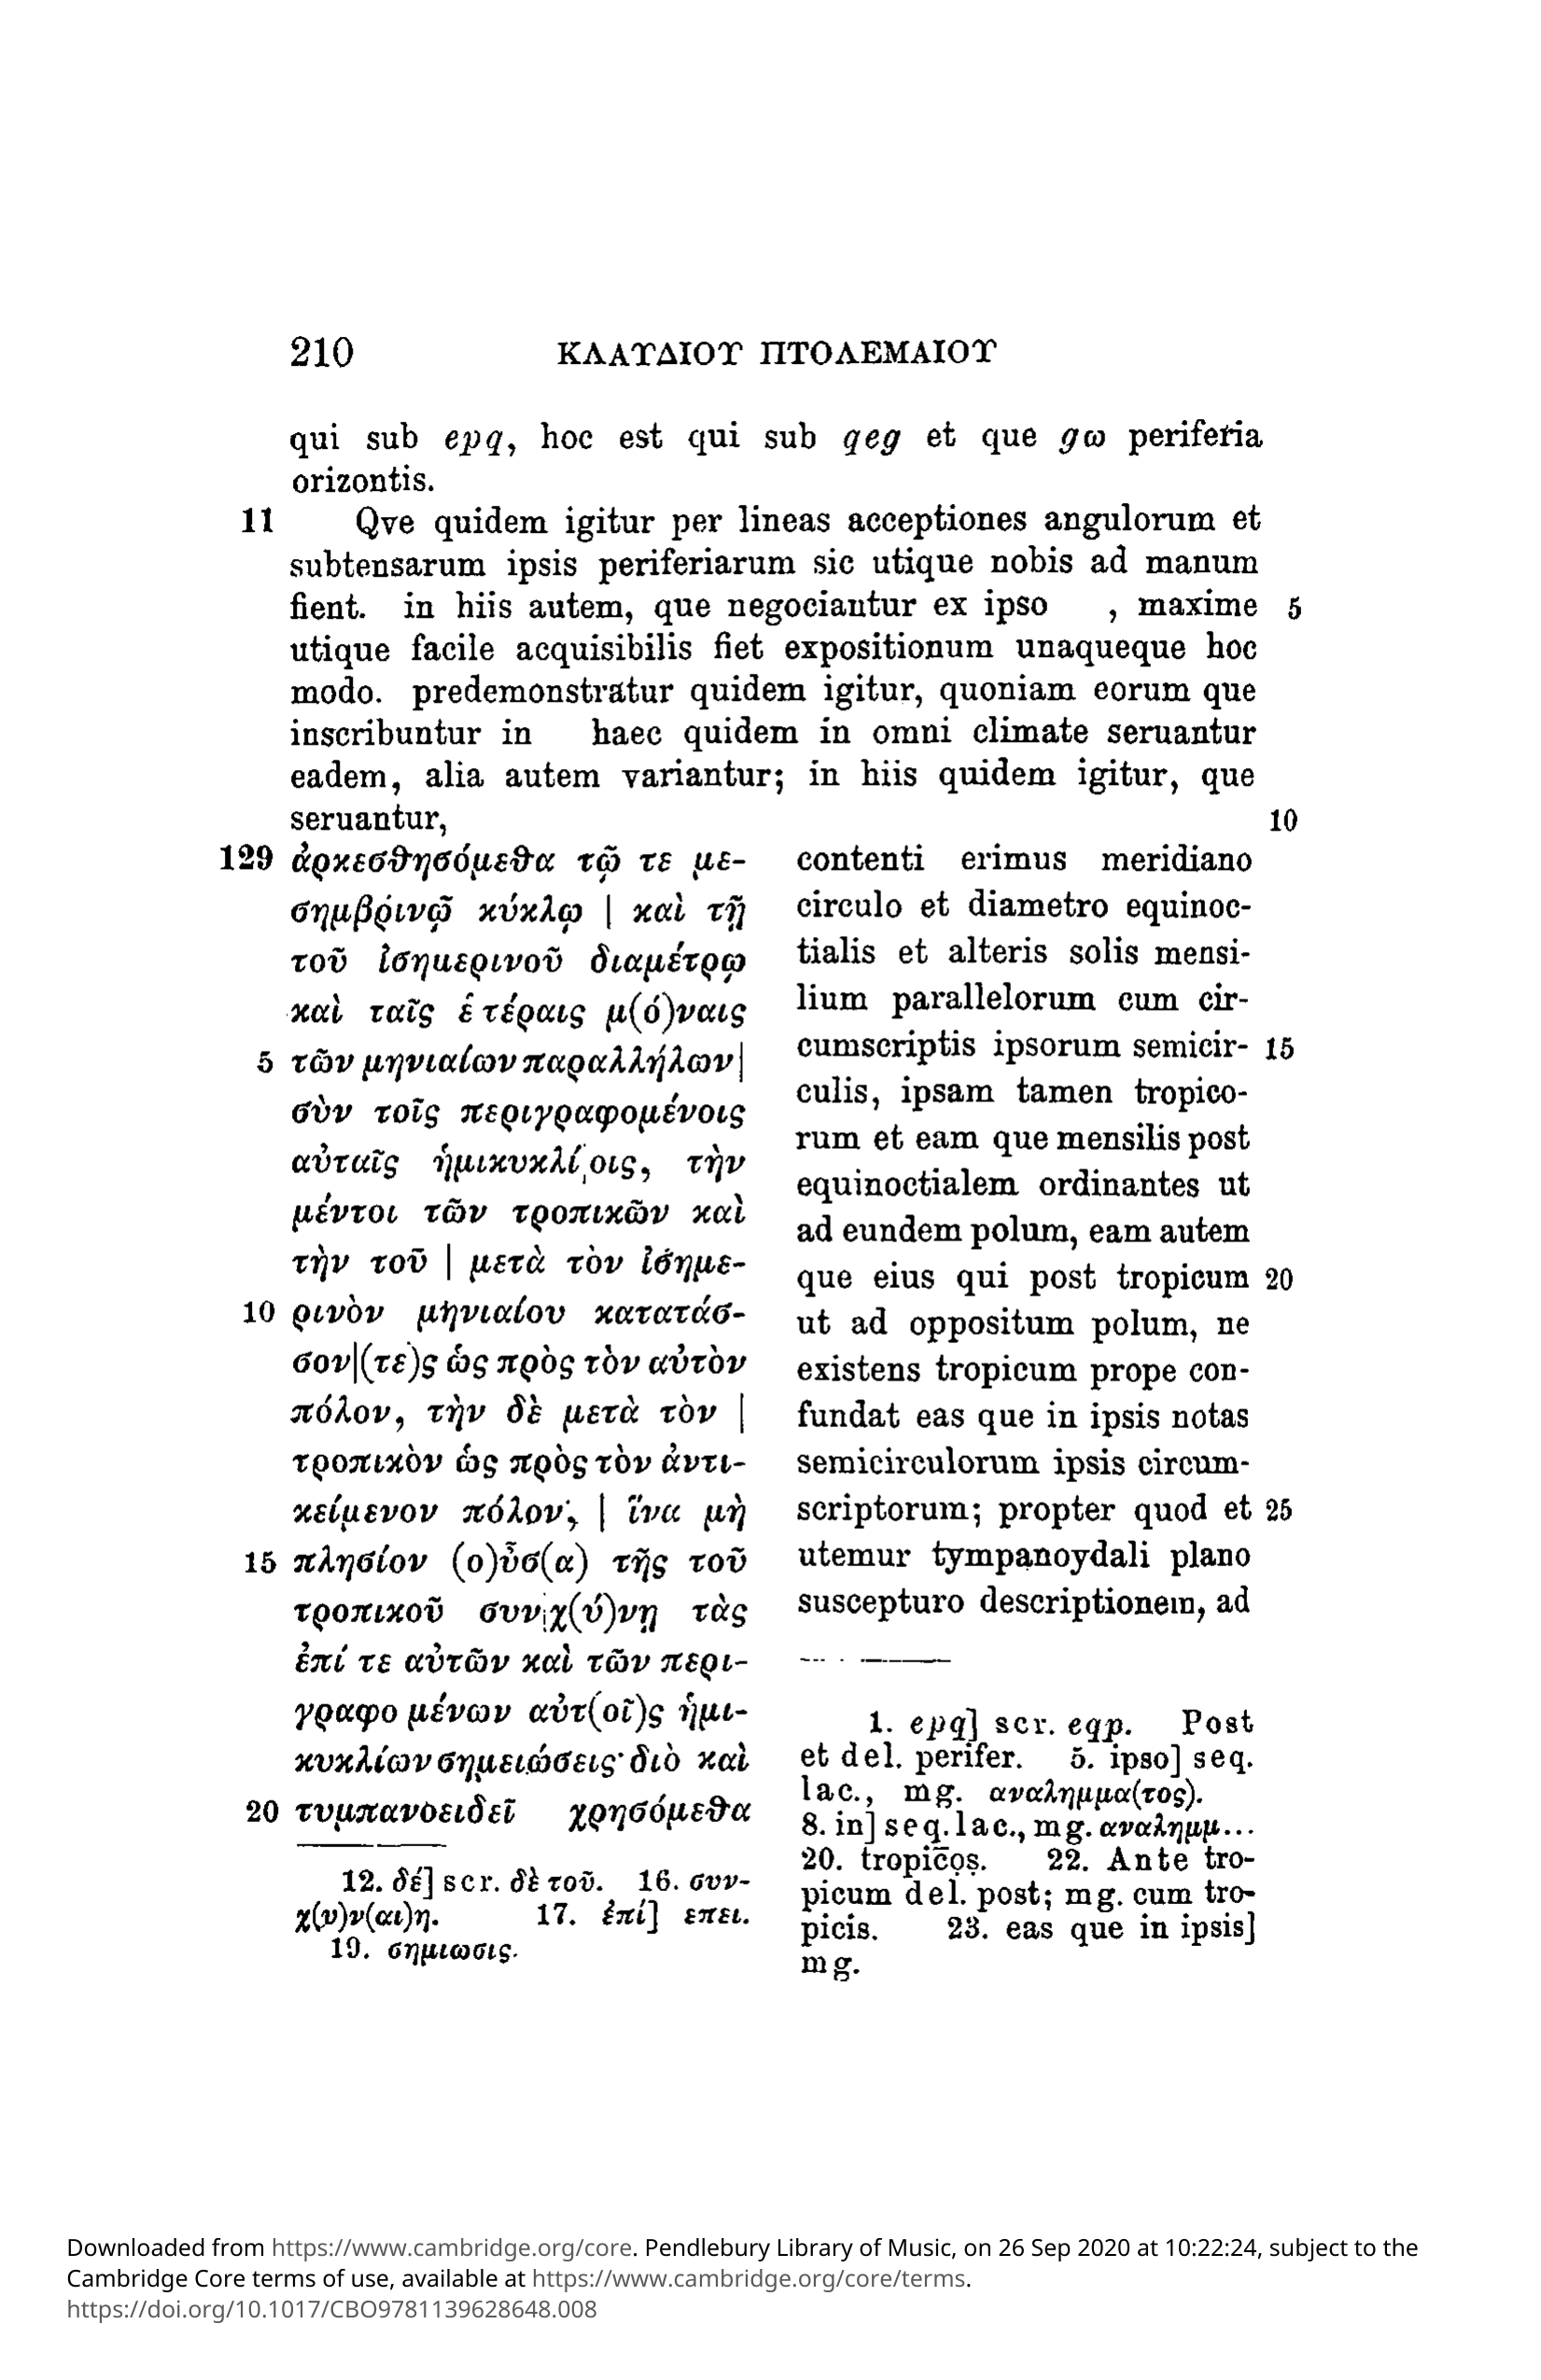 210 ΚΛΑΥΔΙΟΥ ΠΤΟΛΕΜΑΙΟΥ
qui sub epq, hoc est qui sub qeg et que gω periferia
orizontis.
11 Qve quidem igitur per lineas acceptiones angulorum et
subtensarum ipsis periferiarum sic utique nobis ad manum
fient. in hiis autem, que negociantur ex ipso , maxime 5
utique facile acquisibilis fiet expositionum unaqueque hoc
modo. predemonstratur quidem igitur, quoniam eorum que
inscribuntur in haec quidem in omni climate seruantur
eadem, alia autem variantur; in hiis quidem igitur, que
seruantur, 10
129 ἀρκεσθησόμεθα τῷ τε με-
σημβρινῷ κύκλῳ | καὶ τῇ
τοῦ ἰσημερινοῦ διαμέτρῳ
καὶ ταῖς ἑτέραις μ(ό)ναις
5 τῶν μηνιαίων παραλλήλων |
σὺν τοῖς περιγραφομένοις
αὐταῖς ἡμικυκλί|οις, τὴν
μέντοι τῶν τροπικῶν καὶ
τὴν τοῦ | μετὰ τὸν ἰσημε-
10 ρινὸν μηνιαίου κατατάσ-
σον|(τε)ς ὡς πρὸς τὸν αὐτὸν
πόλον, τὴν δὲ μετὰ τὸν |
τροπικὸν ὡς πρὸς τὸν ἀντι-
κείμενον πόλον, | ἵνα μὴ
15 πλησίον (ο)ὖσ(α) τῆς τοῦ
τροπικοῦ συν|χ(ύ)νῃ τὰς
ἐπί τε αὐτῶν καὶ τῶν περι-
γραφομένων αὐτ(οῖ)ς ἡμι-
κυκλίων σημειώσεις· διὸ καὶ
20 τυμπανοειδεῖ χρησόμεθα
12. δέ] scr. δὲ τοῦ. 16. συν-
χ(υ)ν(αι)η. 17. ἐπί] επει.
19. σημιωσις.
contenti erimus meridiano
circulo et diametro equinoc-
tialis et alteris solis mensi-
lium parallelorum cum cir-
cumscriptis ipsorum semicir- 15
culis, ipsam tamen tropico-
rum et eam que mensilis post
equinoctialem ordinantes ut
ad eundem polum, eam autem
que eius qui post tropicum 20
ut ad oppositum polum, ne
existens tropicum prope con-
fundat eas que in ipsis notas
semicirculorum ipsis circum-
scriptorum; propter quod et 25
utemur tympanoydali plano
suscepturo descriptionem, ad
1. epq] scr. eqp. Post
et del. perifer. 5. ipso] seq.
lac., mg. αναλημμα(τος).
8. in] seq. lac., mg. αναλημμ...
20. tropic̄ọṣ. 22. Ante tro-
picum del. post; mg. cum tro-
picis. 23. eas que in ipsis]
mg.
Downloaded from https://www.cambridge.org/core. Pendlebury Library of Music, on 26 Sep 2020 at 10:22:24, subject to the
Cambridge Core terms of use, available at https://www.cambridge.org/core/terms.
https://doi.org/10.1017/CBO9781139628648.008